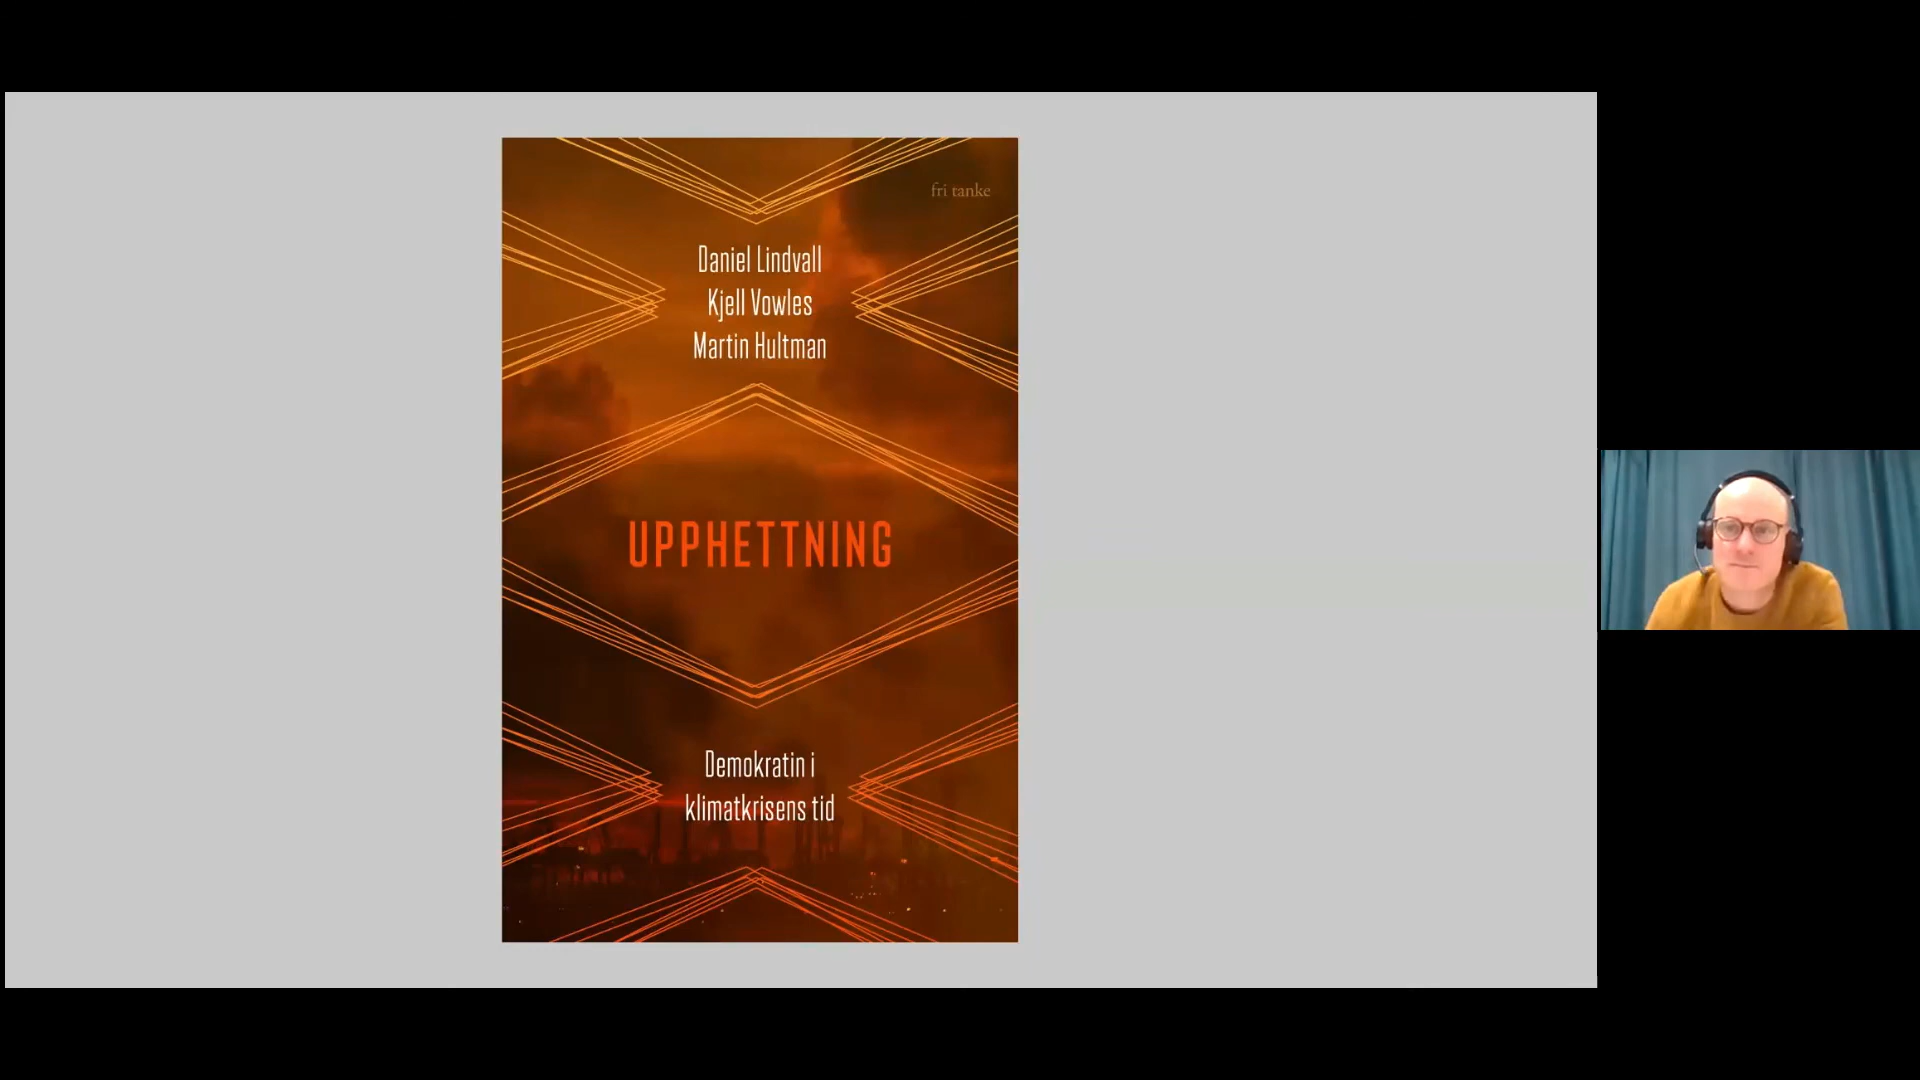 fri tanke
Daniel Lindvall
Kjell Vowles
Martin Hultman
UPPHETTNING
Demokratin i
klimatkrisens tid